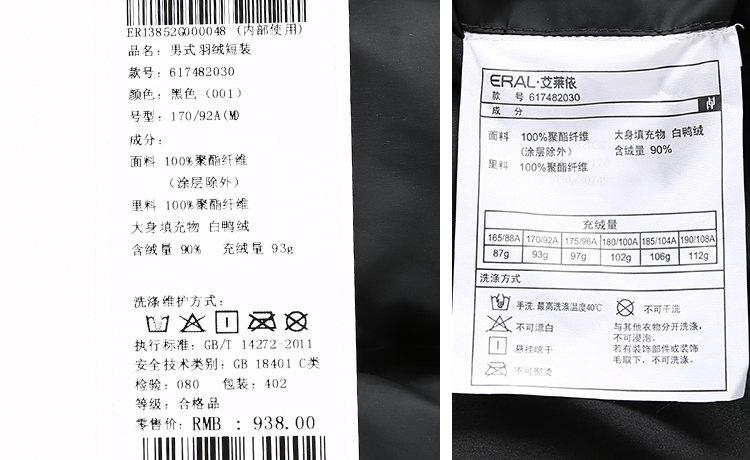 ER13852G000048 (内部使用)
品名: 男式羽绒短装
款号: 617482030
颜色: 黑色 (001)
号型: 170/92A(M)
成分:
面料 100%聚酯纤维
(涂层除外)
里料 100%聚酯纤维
大身填充物 白鸭绒
含绒量 90% 充绒量 93g
洗涤维护方式:
执行标准: GB/T 14272-2011
安全技术类别: GB 18401 C类
检验: 080 包装: 402
等级: 合格品
零售价: RMB : 938.00
ERAL·艾莱依
款 号 617482030
成 分
面料 100%聚酯纤维 大身填充物 白鸭绒
(涂层除外) 含绒量 90%
里料 100%聚酯纤维
充绒量
165/88A 170/92A 175/96A 180/100A 185/104A 190/108A
87g 93g 97g 102g 106g 112g
洗涤方式
手洗, 最高洗涤温度40℃ 不可干洗
不可漂白 与其他衣物分开洗涤,
不可浸泡。
悬挂晾干 若有装饰部件或装饰
不可熨烫 毛取下, 不可洗涤。